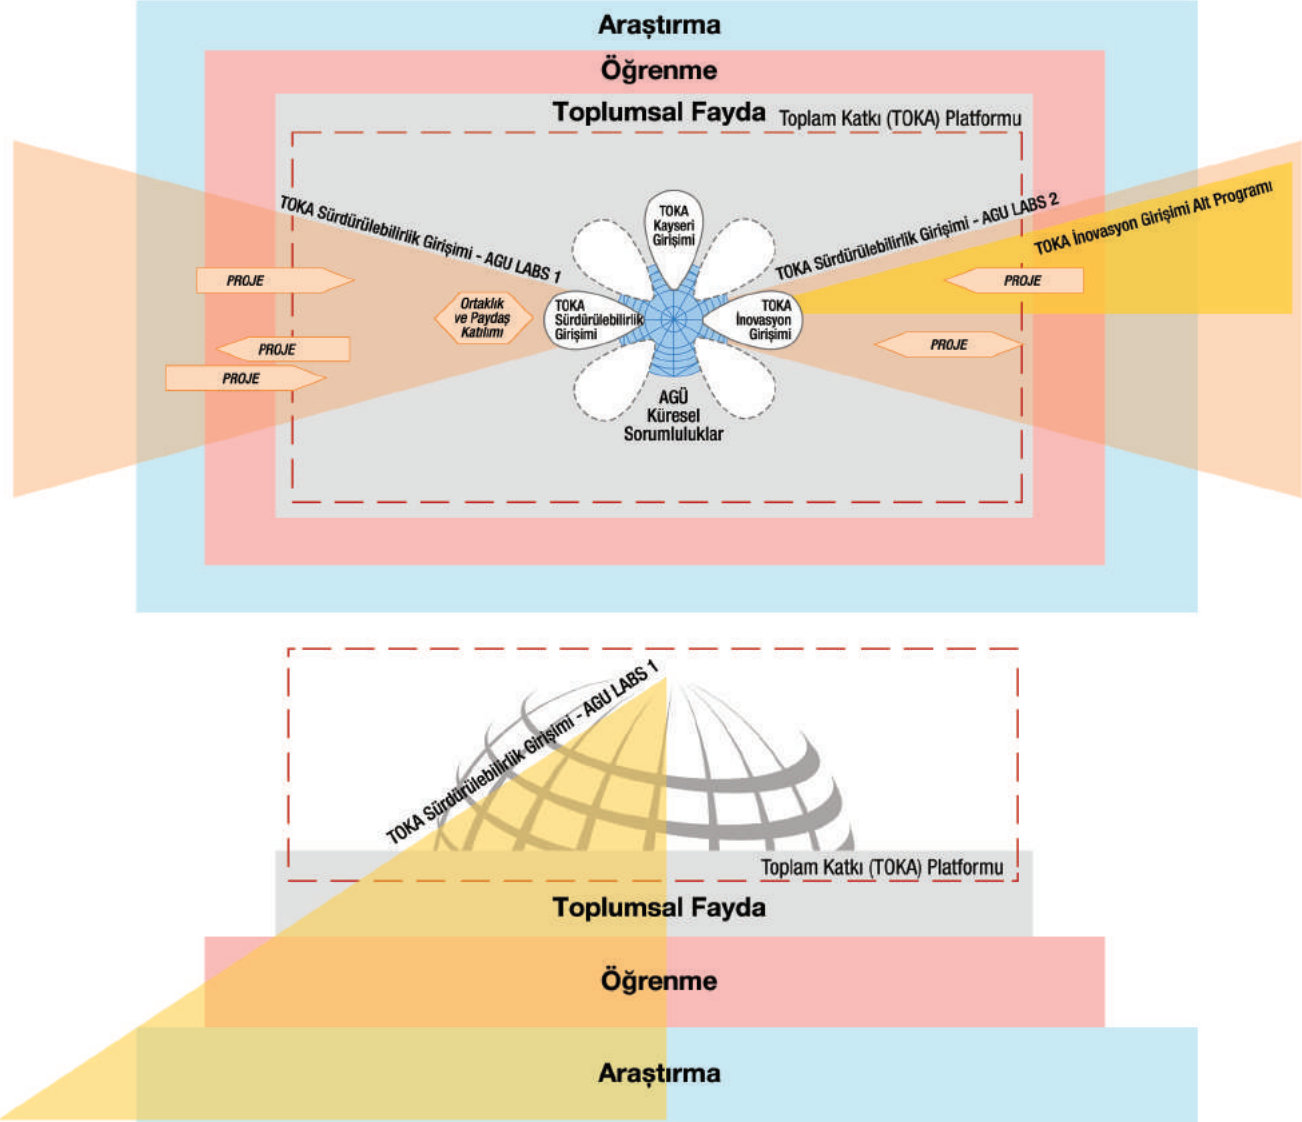 Araştırma
Öğrenme
Toplumsal Fayda
Toplam Katkı (TOKA) Platformu
TOKA Sürdürülebilirlik Girişimi - AGU LABS 1
TOKA Sürdürülebilirlik Girişimi - AGU LABS 2
TOKA İnovasyon Girişimi Alt Programı
TOKA
Kayseri
Girişimi
PROJE
PROJE
PROJE
Ortaklık
ve Paydaş
Katılımı
TOKA
Sürdürülebilirlik
Girişimi
TOKA
İnovasyon
Girişimi
PROJE
PROJE
AGÜ
Küresel
Sorumluluklar
TOKA Sürdürülebilirlik Girişimi - AGU LABS 1
Toplam Katkı (TOKA) Platformu
Toplumsal Fayda
Öğrenme
Araştırma